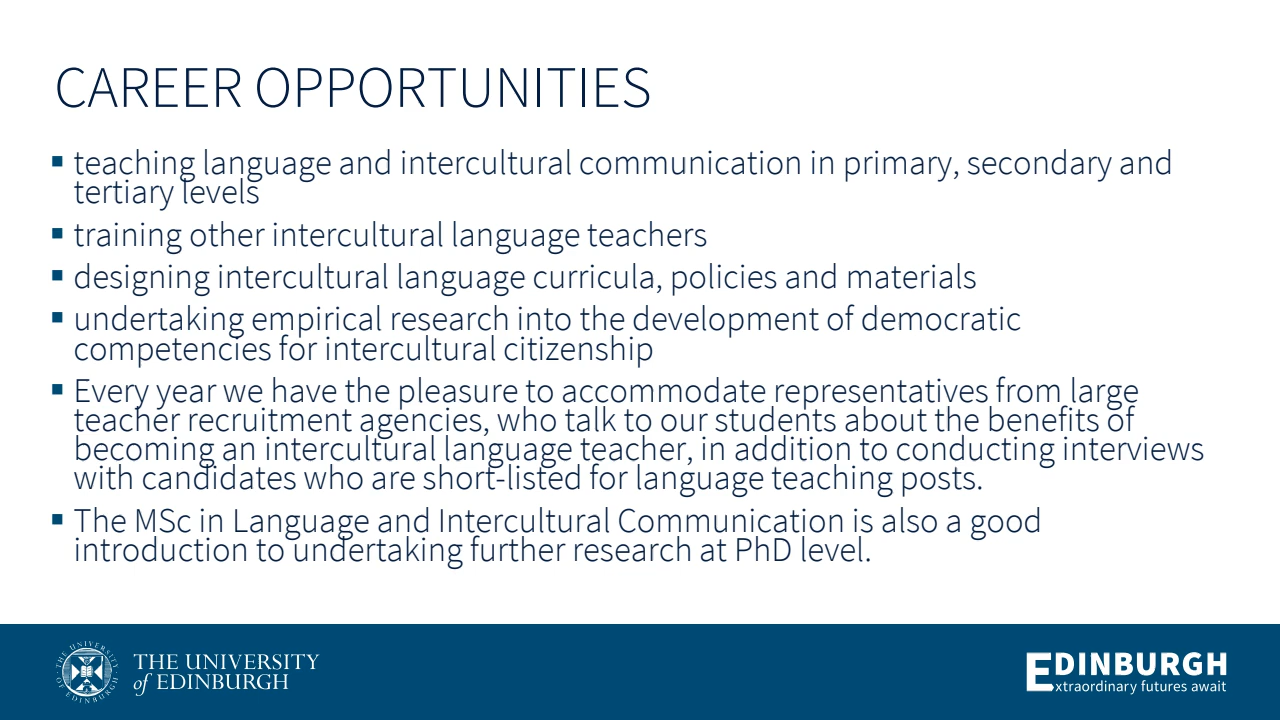 CAREER OPPORTUNITIES
▪ teaching language and intercultural communication in primary, secondary and
tertiary levels
▪ training other intercultural language teachers
▪ designing intercultural language curricula, policies and materials
▪ undertaking empirical research into the development of democratic
competencies for intercultural citizenship
▪ Every year we have the pleasure to accommodate representatives from large
teacher recruitment agencies, who talk to our students about the benefits of
becoming an intercultural language teacher, in addition to conducting interviews
with candidates who are short-listed for language teaching posts.
▪ The MSc in Language and Intercultural Communication is also a good
introduction to undertaking further research at PhD level.
THE UNIVERSITY OF EDINBURGH
THE UNIVERSITY
of EDINBURGH
EDINBURGH
Extraordinary futures await